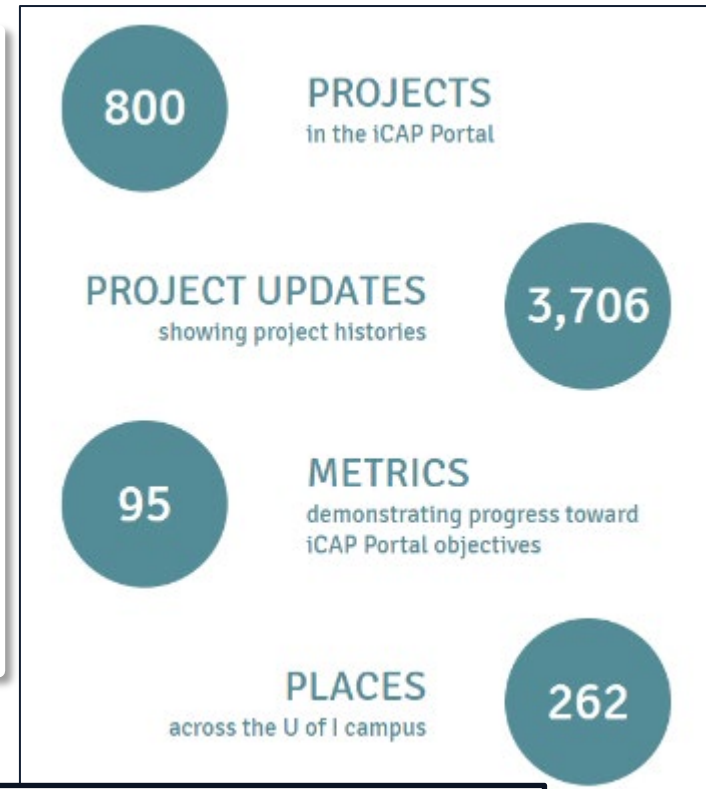 800
PROJECTS
in the iCAP Portal
PROJECT UPDATES
showing project histories
3,706
95
METRICS
demonstrating progress toward
iCAP Portal objectives
PLACES
across the U of I campus
262